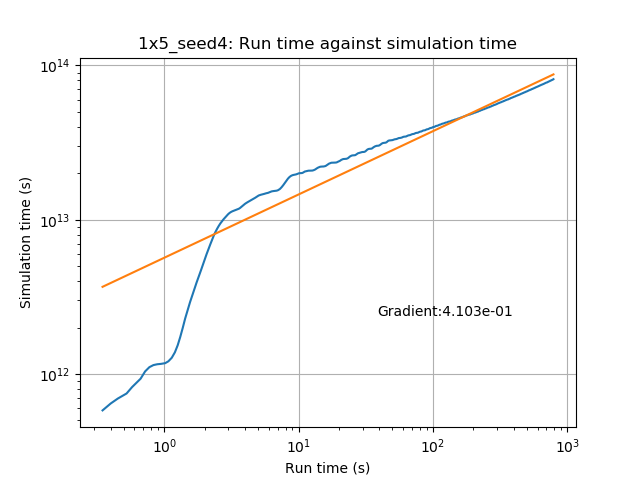 1x5_seed4: Run time against simulation time
Simulation time (s)
10^14
10^13
10^12
Gradient:4.103e-01
10^0
10^1
10^2
10^3
Run time (s)